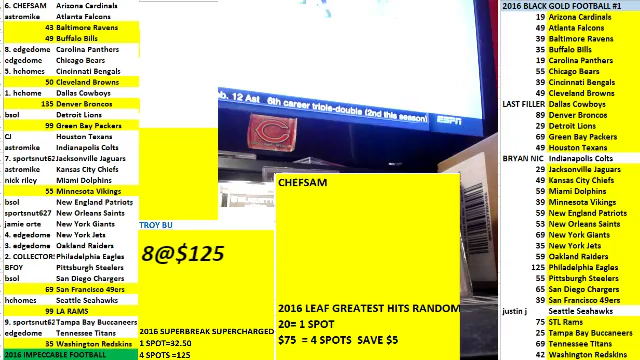 6. CHEFSAM Arizona Cardinals
astromike Atlanta Falcons
43 Baltimore Ravens
49 Buffalo Bills
8. edgedome Carolina Panthers
edgedome Chicago Bears
5. hchomes Cincinnati Bengals
50 Cleveland Browns
1. hchome Dallas Cowboys
135 Denver Broncos
bsol Detroit Lions
99 Green Bay Packers
CJ Houston Texans
astromike Indianapolis Colts
7. sportsnut62 Jacksonville Jaguars
astromike Kansas City Chiefs
nick riley Miami Dolphins
55 Minnesota Vikings
bsol New England Patriots
sportsnut627 New Orleans Saints
jamie orte New York Giants
4. edgedome New York Jets
3. edgedome Oakland Raiders
2. COLLECTORS Philadelphia Eagles
BFOY Pittsburgh Steelers
bsol San Diego Chargers
69 San Francisco 49ers
hchomes Seattle Seahawks
99 LA RAMS
9. sportsnut62 Tampa Bay Buccaneers
edgedome Tennessee Titans
35 Washington Redskins
2016 IMPECCABLE FOOTBALL
b. 12 Ast 6th career triple-double (2nd this season)
ESPN
TROY BU
8@$125
2016 SUPERBREAK SUPERCHARGED
1 SPOT=32.50
4 SPOTS =125
CHEFSAM
2016 LEAF GREATEST HITS RANDOM
20= 1 SPOT
$75 = 4 SPOTS SAVE $5
2016 BLACK GOLD FOOTBALL #1
19 Arizona Cardinals
49 Atlanta Falcons
39 Baltimore Ravens
35 Buffalo Bills
19 Carolina Panthers
55 Chicago Bears
39 Cincinnati Bengals
49 Cleveland Browns
LAST FILLER Dallas Cowboys
89 Denver Broncos
29 Detroit Lions
69 Green Bay Packers
49 Houston Texans
BRYAN NIC Indianapolis Colts
29 Jacksonville Jaguars
49 Kansas City Chiefs
59 Miami Dolphins
39 Minnesota Vikings
59 New England Patriots
53 New Orleans Saints
69 New York Giants
35 New York Jets
59 Oakland Raiders
125 Philadelphia Eagles
55 Pittsburgh Steelers
65 San Diego Chargers
39 San Francisco 49ers
justin j Seattle Seahawks
75 STL Rams
25 Tampa Bay Buccaneers
69 Tennessee Titans
42 Washington Redskins